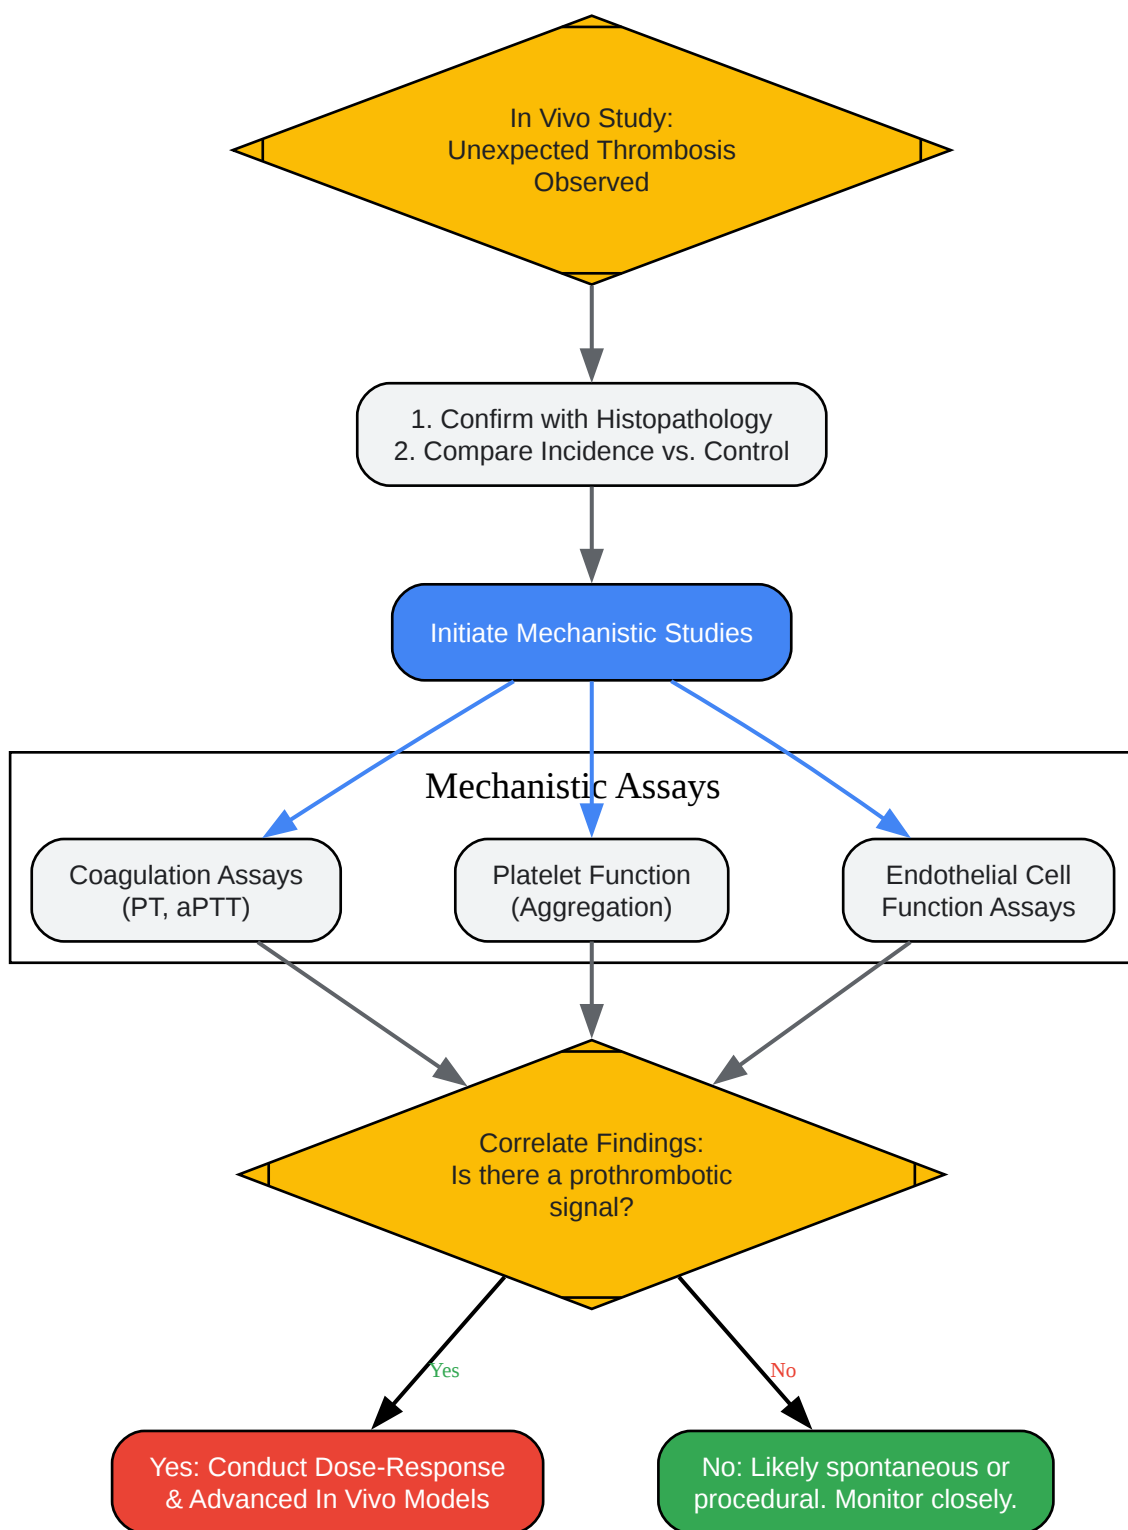 In Vivo Study:
Unexpected Thrombosis
Observed
1. Confirm with Histopathology
2. Compare Incidence vs. Control
Initiate Mechanistic Studies
Mechanistic Assays
Coagulation Assays
(PT, aPTT)
Platelet Function
(Aggregation)
Endothelial Cell
Function Assays
Correlate Findings:
Is there a prothrombotic
signal?
Yes
No
Yes: Conduct Dose-Response
& Advanced In Vivo Models
No: Likely spontaneous or
procedural. Monitor closely.